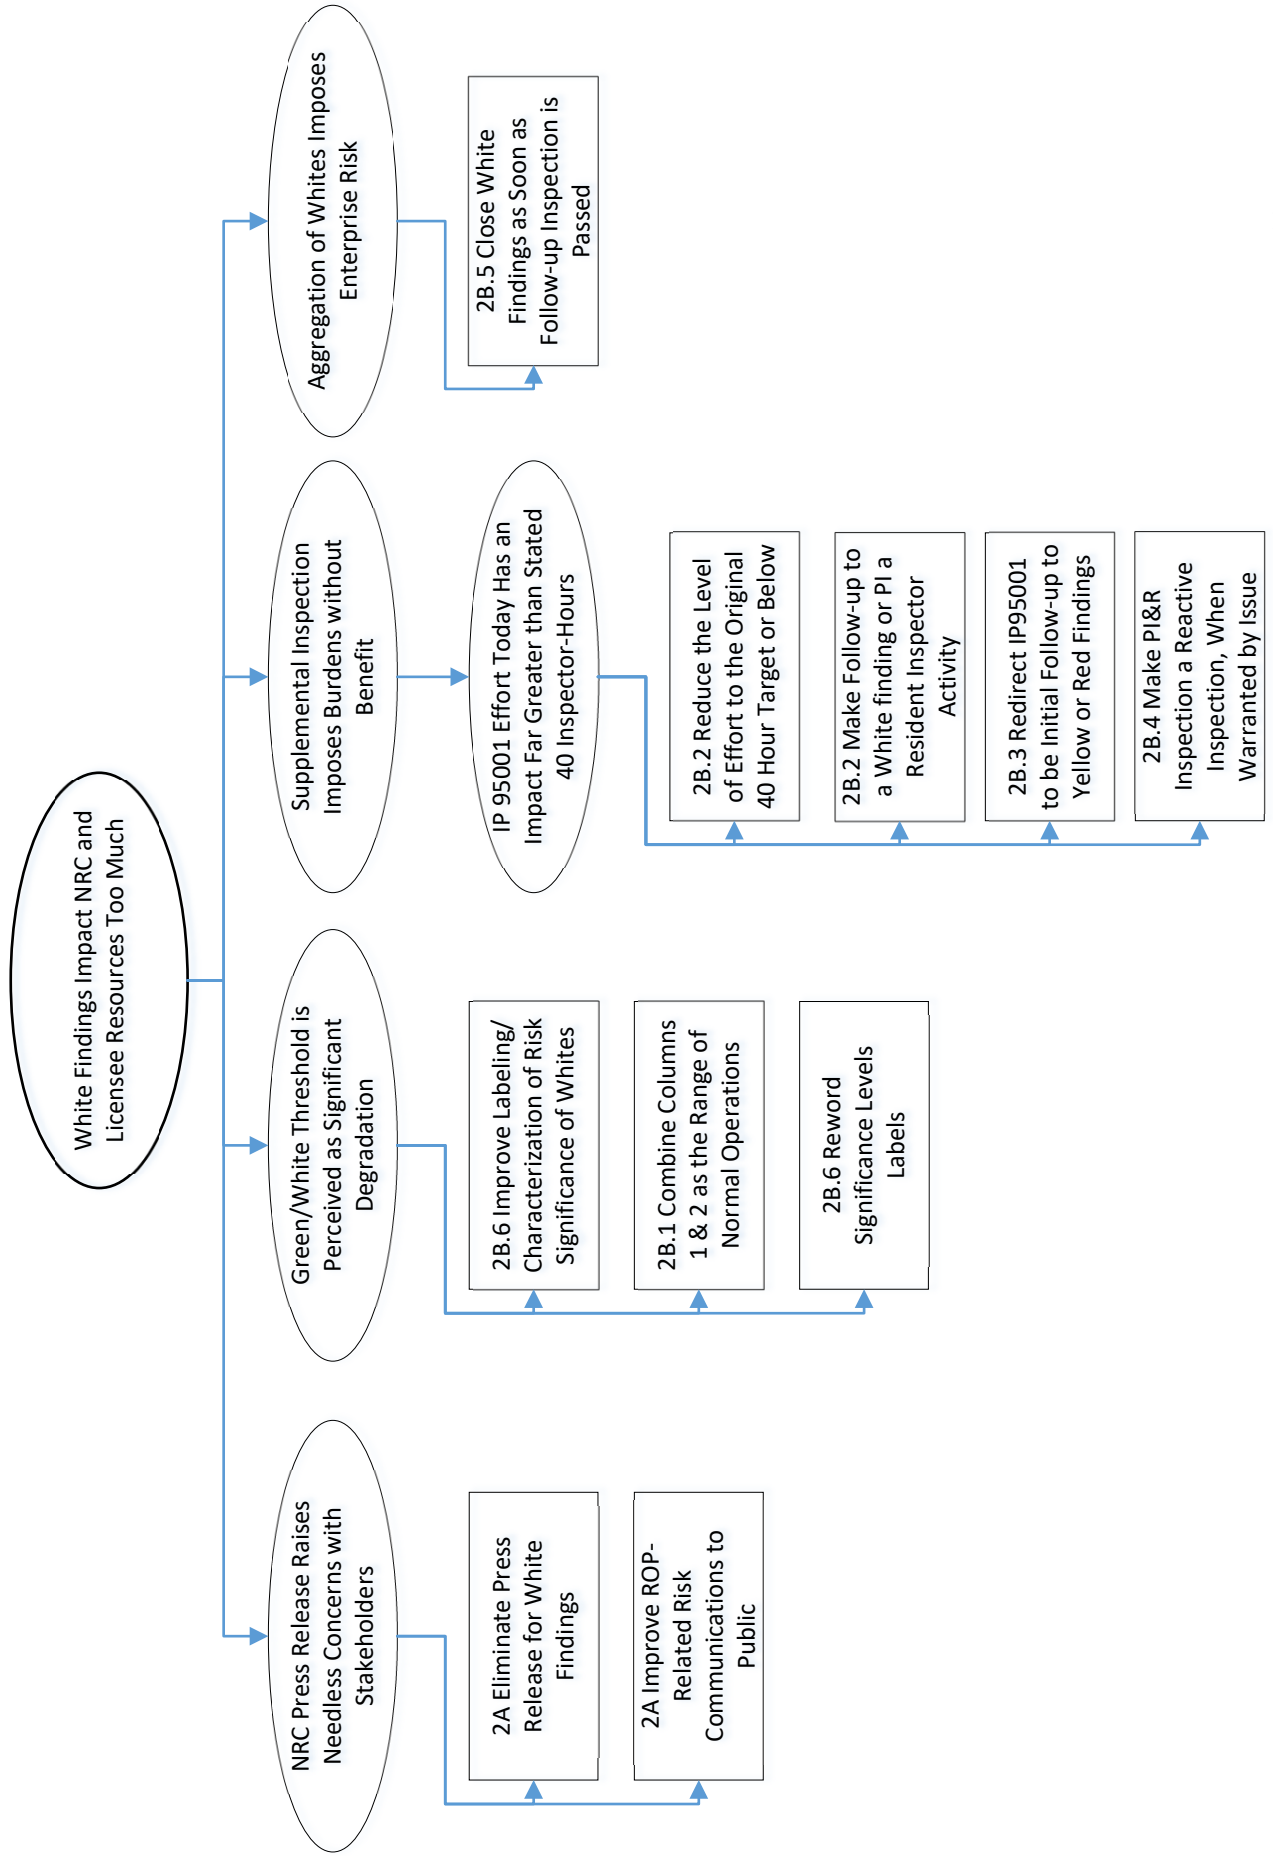 White Findings Impact NRC and
Licensee Resources Too Much
NRC Press Release Raises
Needless Concerns with
Stakeholders
2A Eliminate Press
Release for White
Findings
2A Improve ROP-
Related Risk
Communications to
Public
Green/White Threshold is
Perceived as Significant
Degradation
2B.6 Improve Labeling/
Characterization of Risk
Significance of Whites
2B.1 Combine Columns
1 & 2 as the Range of
Normal Operations
2B.6 Reword
Significance Levels
Labels
Supplemental Inspection
Imposes Burdens without
Benefit
IP 95001 Effort Today Has an
Impact Far Greater than Stated
40 Inspector-Hours
2B.2 Reduce the Level
of Effort to the Original
40 Hour Target or Below
2B.2 Make Follow-up to
a White finding or PI a
Resident Inspector
Activity
2B.3 Redirect IP95001
to be Initial Follow-up to
Yellow or Red Findings
2B.4 Make PI&R
Inspection a Reactive
Inspection, When
Warranted by Issue
Aggregation of Whites Imposes
Enterprise Risk
2B.5 Close White
Findings as Soon as
Follow-up Inspection is
Passed